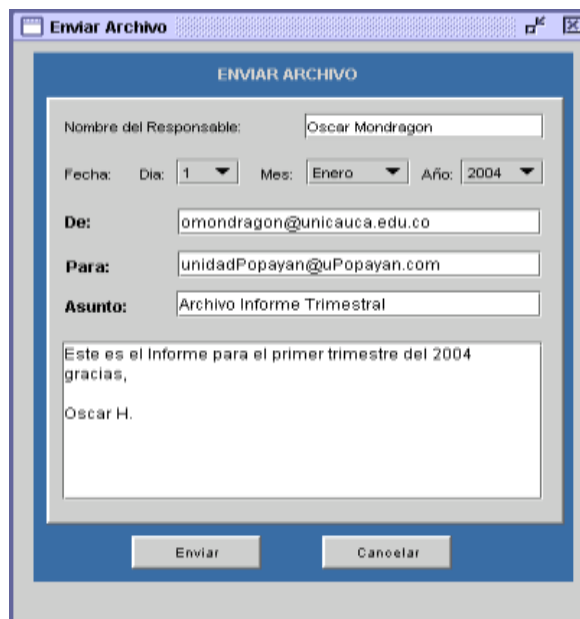 Enviar Archivo
ENVIAR ARCHIVO
Nombre del Responsable: Oscar Mondragon
Fecha: Dia: 1 Mes: Enero Año: 2004
De: omondragon@unicauca.edu.co
Para: unidadPopayan@uPopayan.com
Asunto: Archivo Informe Trimestral
Este es el Informe para el primer trimestre del 2004
gracias,
Oscar H.
Enviar Cancelar